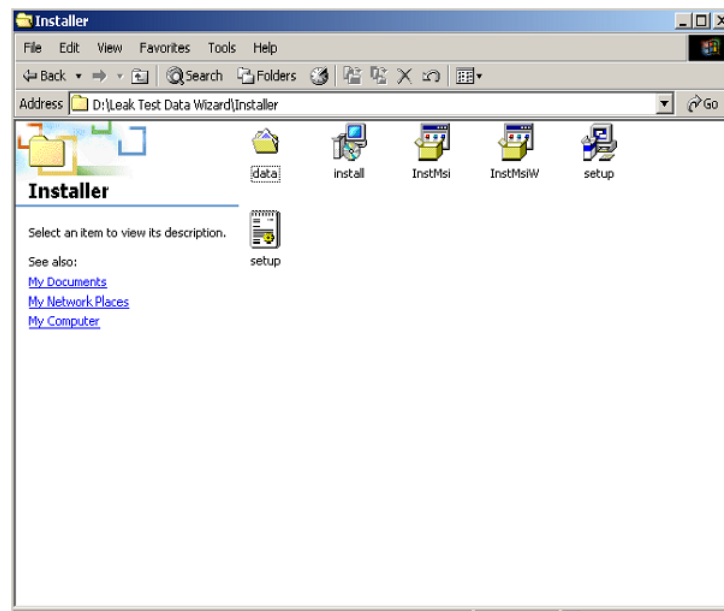 Installer
File Edit View Favorites Tools Help
Back Search Folders
Address D:\Leak Test Data Wizard\Installer Go
data install InstMsi InstMsiW setup
Installer
setup
Select an item to view its description.
See also:
My Documents
My Network Places
My Computer